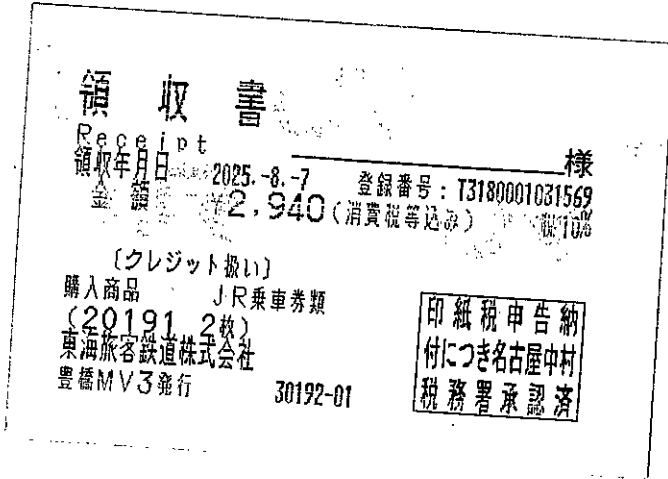 領収書
Receipt
様
領収年月日 2025.-8.-7 登録番号:T3180001031569
金額 ¥2,940(消費税等込み) 税10%
〔クレジット扱い〕
購入商品 JR乗車券類
(20191 2枚)
東海旅客鉄道株式会社
豊橋MV3発行 30192-01
印紙税申告納
付につき名古屋中村
税務署承認済